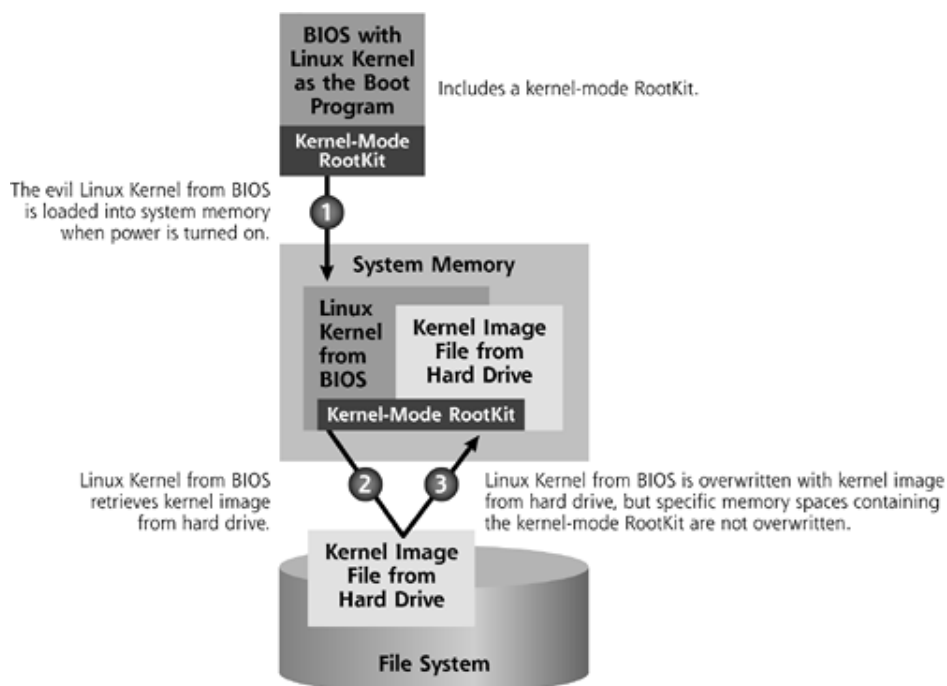 BIOS with
Linux Kernel
as the Boot
Program
Includes a kernel-mode RootKit.
Kernel-Mode
RootKit
The evil Linux Kernel from BIOS
is loaded into system memory
when power is turned on.
1
System Memory
Linux
Kernel
from
BIOS
Kernel Image
File from
Hard Drive
Kernel-Mode RootKit
Linux Kernel from BIOS
retrieves kernel image
from hard drive.
2
3
Linux Kernel from BIOS is overwritten with kernel image
from hard drive, but specific memory spaces containing
the kernel-mode RootKit are not overwritten.
Kernel Image
File from
Hard Drive
File System